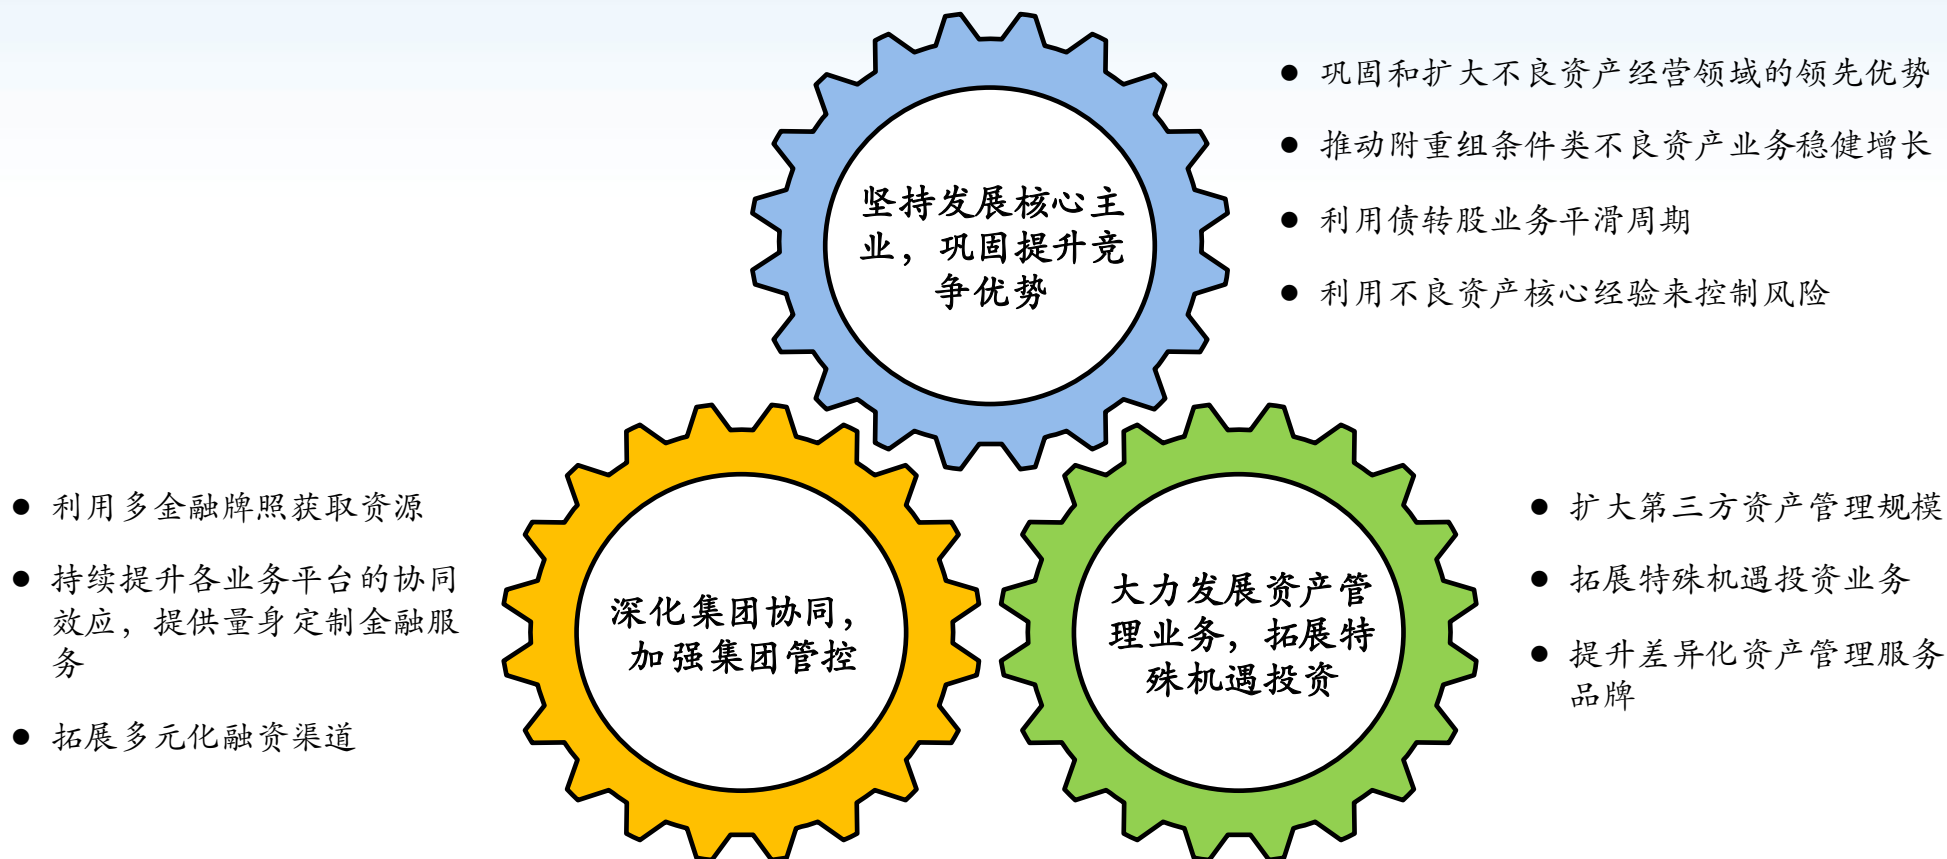 坚持发展核心主
业，巩固提升竞
争优势
巩固和扩大不良资产经营领域的领先优势
推动附重组条件类不良资产业务稳健增长
利用债转股业务平滑周期
利用不良资产核心经验来控制风险
利用多金融牌照获取资源
持续提升各业务平台的协同
效应，提供量身定制金融服
务
拓展多元化融资渠道
深化集团协同，
加强集团管控
大力发展资产管
理业务，拓展特
殊机遇投资
扩大第三方资产管理规模
拓展特殊机遇投资业务
提升差异化资产管理服务
品牌